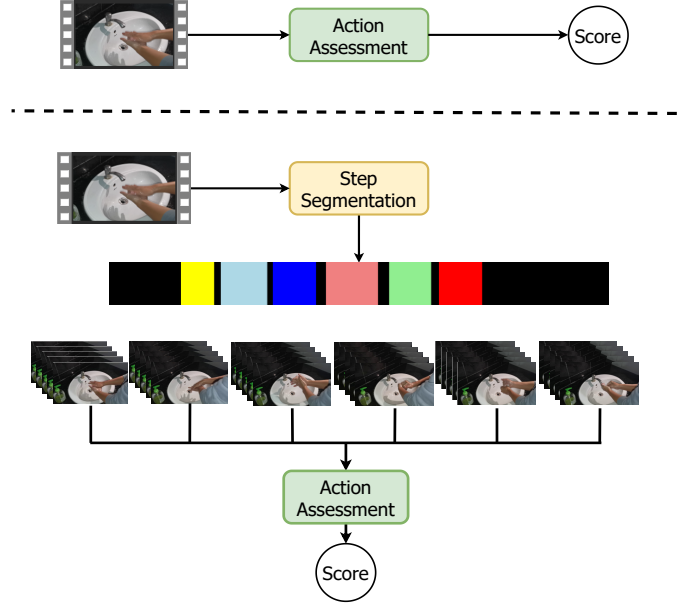 Action
Assessment
Score
Step
Segmentation
Action
Assessment
Score